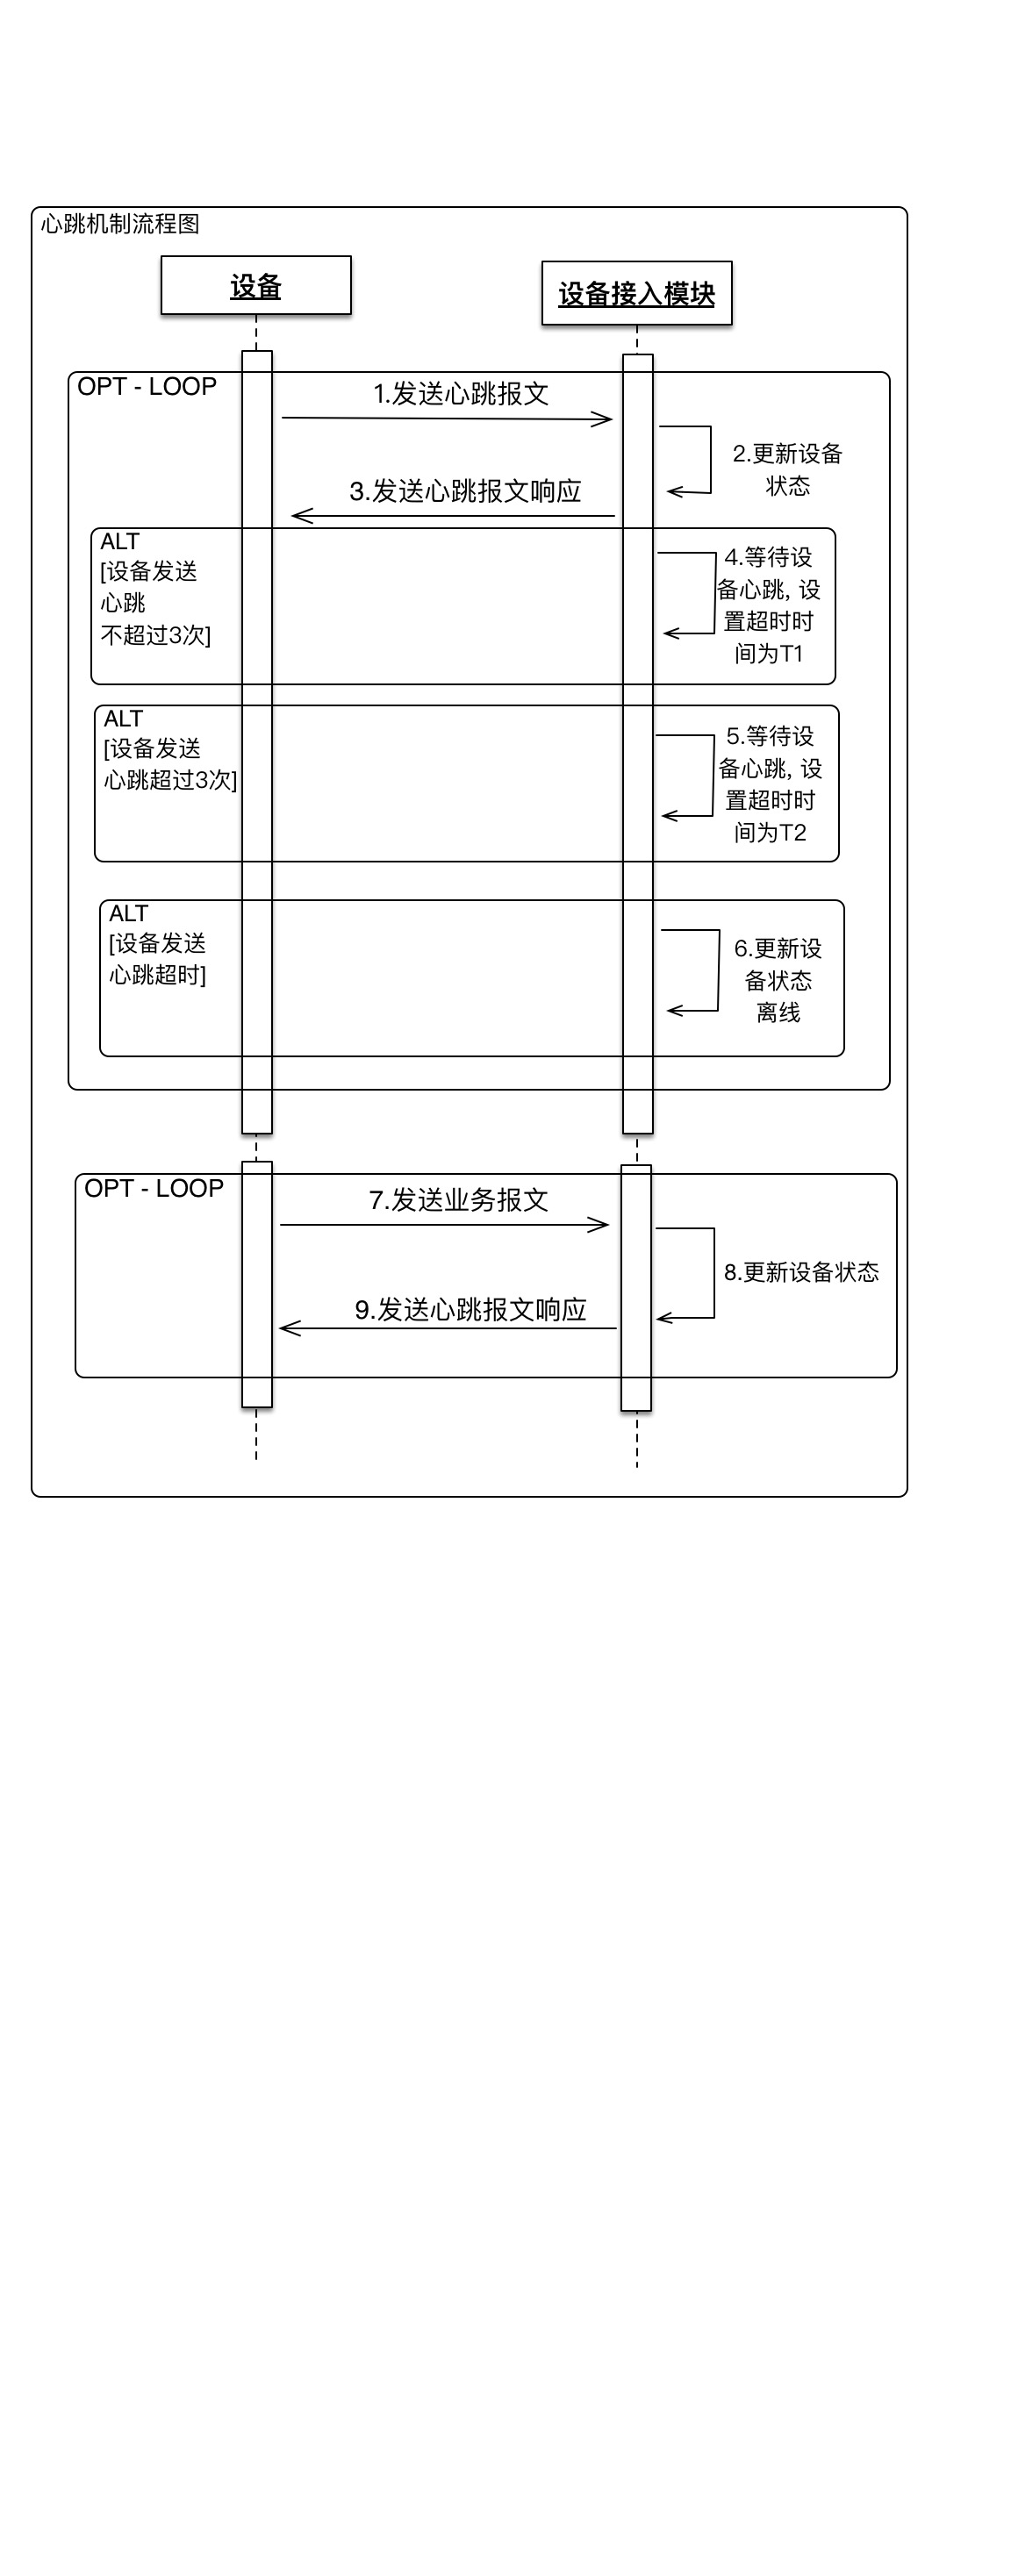 心跳机制流程图
设备
设备接入模块
OPT - LOOP
1.发送心跳报文
2.更新设备
状态
3.发送心跳报文响应
ALT
[设备发送
心跳
不超过3次]
4.等待设
备心跳, 设
置超时时
间为T1
ALT
[设备发送
心跳超过3次]
5.等待设
备心跳, 设
置超时时
间为T2
ALT
[设备发送
心跳超时]
6.更新设
备状态
离线
OPT - LOOP
7.发送业务报文
8.更新设备状态
9.发送心跳报文响应